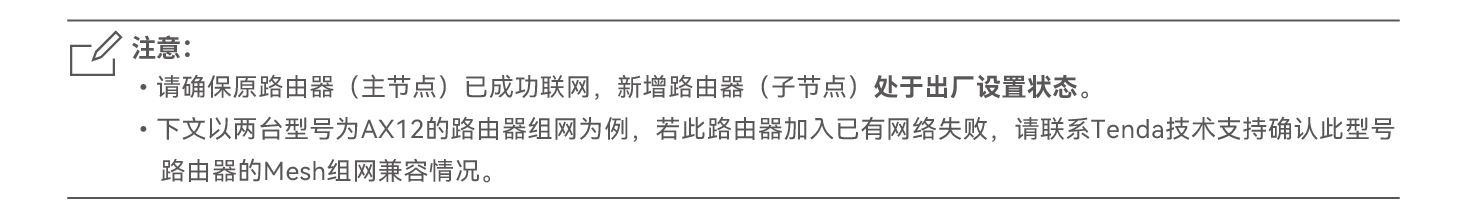 注意：
• 请确保原路由器（主节点）已成功联网，新增路由器（子节点）处于出厂设置状态。
• 下文以两台型号为AX12的路由器组网为例，若此路由器加入已有网络失败，请联系Tenda技术支持确认此型号
路由器的Mesh组网兼容情况。